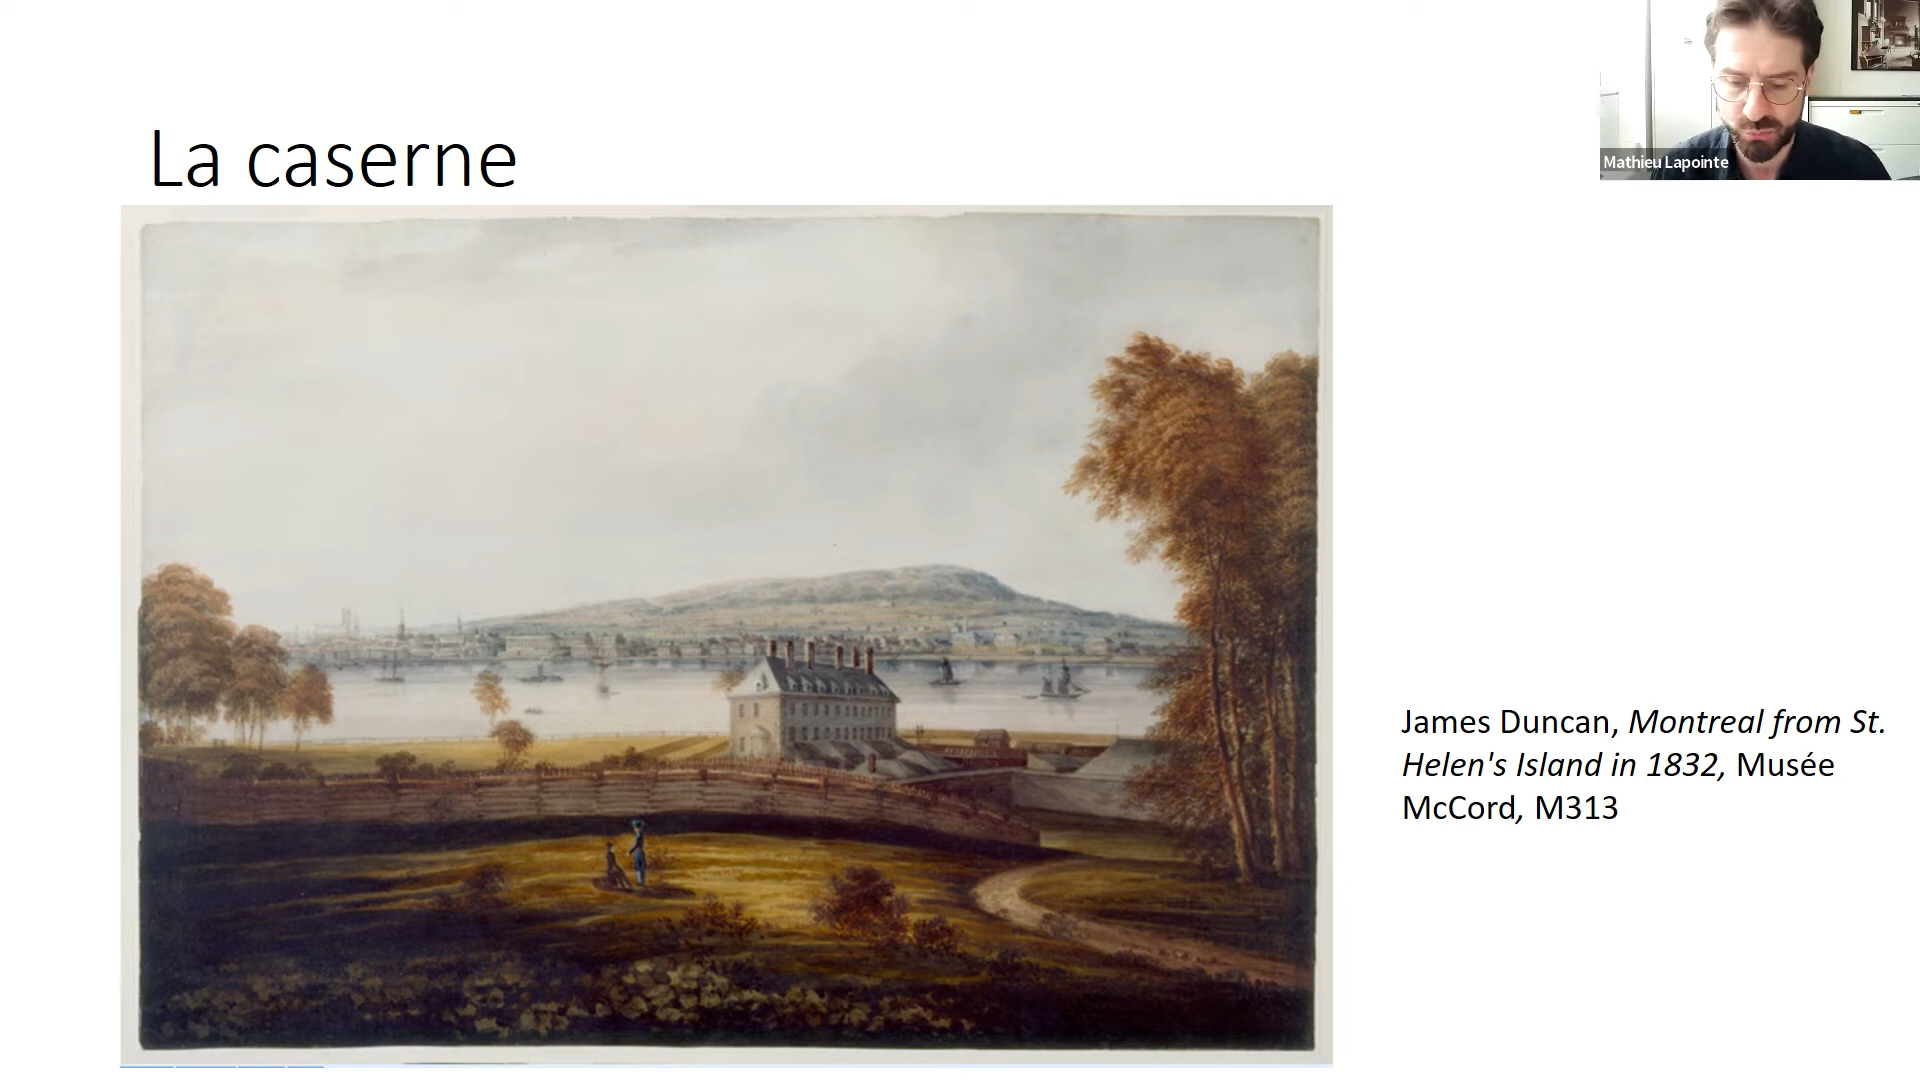 La caserne
Mathieu Lapointe
James Duncan, Montreal from St.
Helen's Island in 1832, Musée
McCord, M313